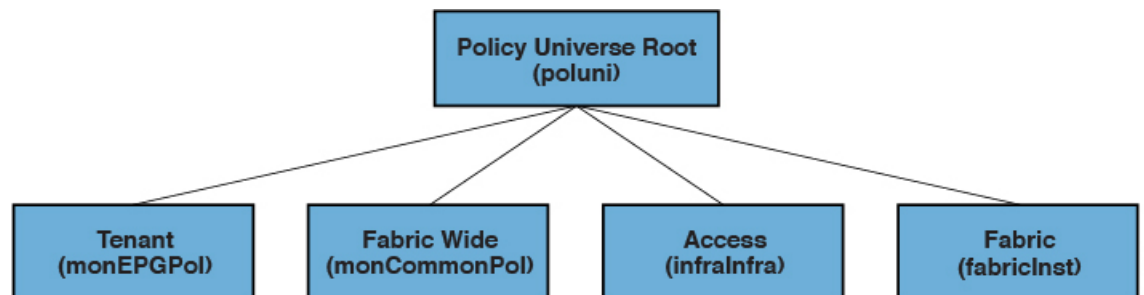 Policy Universe Root
(poluni)
Tenant
(monEPGPol)
Fabric Wide
(monCommonPol)
Access
(infraInfra)
Fabric
(fabricInst)